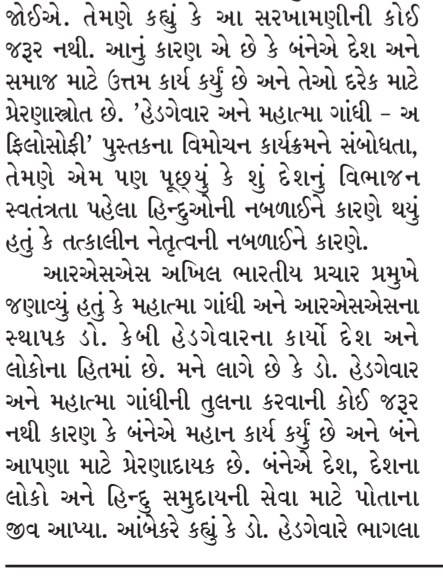 જોઈએ. તેમણે કહ્યું કે આ સરખામણીની કોઈ
જરૂર નથી. આનું કારણ એ છે કે બંનેએ દેશ અને
સમાજ માટે ઉત્તમ કાર્ય કર્યું છે અને તેઓ દરેક માટે
પ્રેરણાસ્ત્રોત છે. 'હેડગેવાર અને મહાત્મા ગાંધી - અ
ફિલોસોફી' પુસ્તકના વિમોચન કાર્યક્રમને સંબોધતા,
તેમણે એમ પણ પૂછ્યું કે શું દેશનું વિભાજન
સ્વતંત્રતા પહેલા હિન્દુઓની નબળાઈને કારણે થયું
હતું કે તત્કાલીન નેતૃત્વની નબળાઈને કારણે.
આરએસએસ અખિલ ભારતીય પ્રચાર પ્રમુખે
જણાવ્યું હતું કે મહાત્મા ગાંધી અને આરએસએસના
સ્થાપક ડો. કેબી હેડગેવારના કાર્યો દેશ અને
લોકોના હિતમાં છે. મને લાગે છે કે ડો. હેડગેવાર
અને મહાત્મા ગાંધીની તુલના કરવાની કોઈ જરૂર
નથી કારણ કે બંનેએ મહાન કાર્ય કર્યું છે અને બંને
આપણા માટે પ્રેરણાદાયક છે. બંનેએ દેશ, દેશના
લોકો અને હિન્દુ સમુદાયની સેવા માટે પોતાના
જીવ આપ્યા. આંબેકરે કહ્યું કે ડો. હેડગેવારે ભાગલા